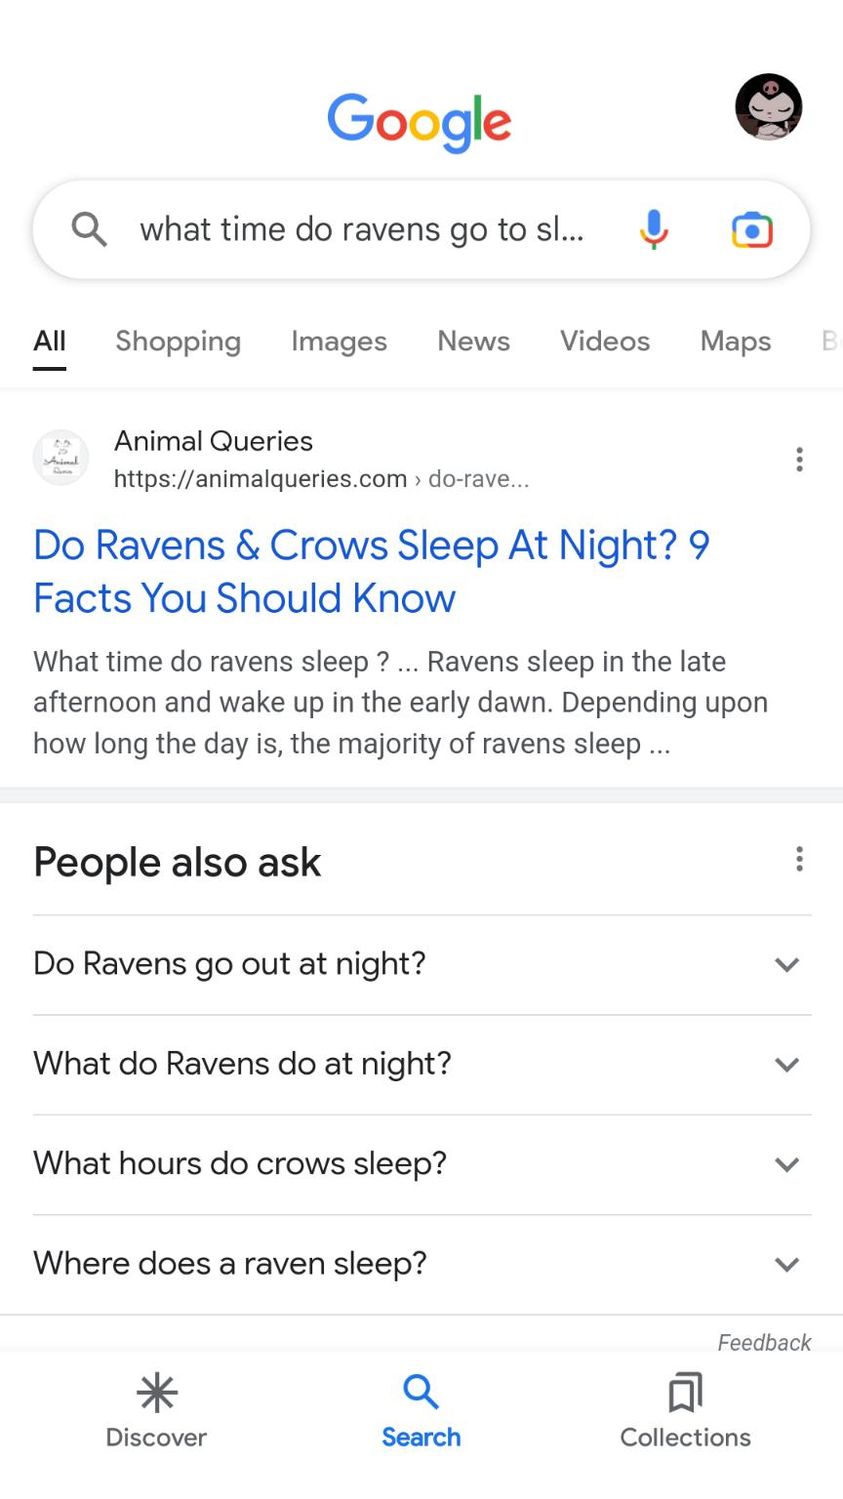 Google
what time do ravens go to sl...
All Shopping Images News Videos Maps B
Animal Queries
https://animalqueries.com › do-rave...
Do Ravens & Crows Sleep At Night? 9
Facts You Should Know
What time do ravens sleep ? ... Ravens sleep in the late
afternoon and wake up in the early dawn. Depending upon
how long the day is, the majority of ravens sleep ...
People also ask
Do Ravens go out at night?
What do Ravens do at night?
What hours do crows sleep?
Where does a raven sleep?
Feedback
Discover Search Collections